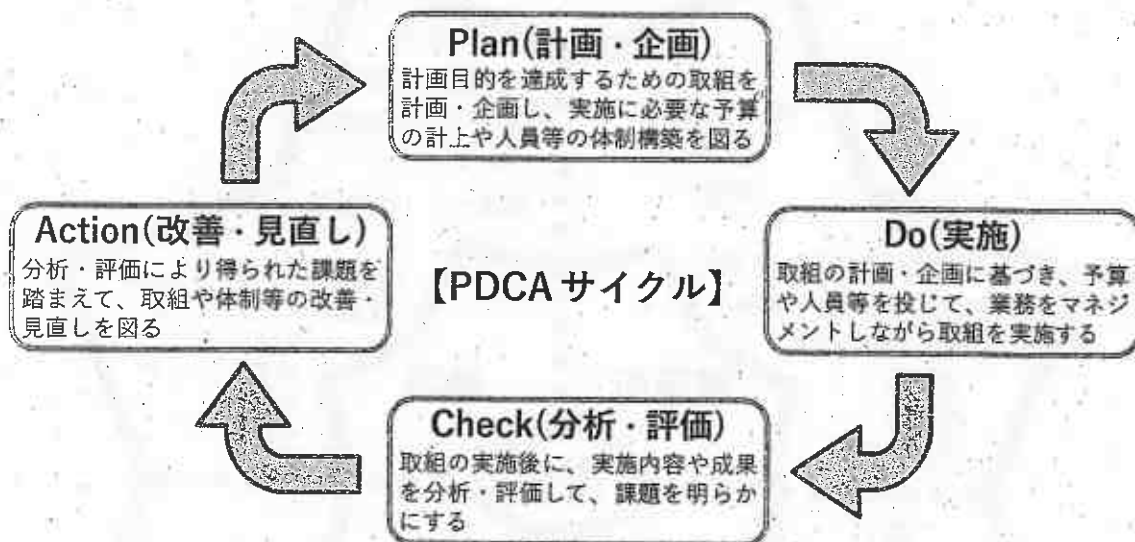 Plan(計画・企画)
計画目的を達成するための取組を
計画・企画し、実施に必要な予算
の計上や人員等の体制構築を図る
Action(改善・見直し)
分析・評価により得られた課題を
踏まえて、取組や体制等の改善・
見直しを図る
【PDCAサイクル】
Do(実施)
取組の計画・企画に基づき、予算
や人員等を投じて、業務をマネジ
メントしながら取組を実施する
Check(分析・評価)
取組の実施後に、実施内容や成果
を分析・評価して、課題を明らか
にする